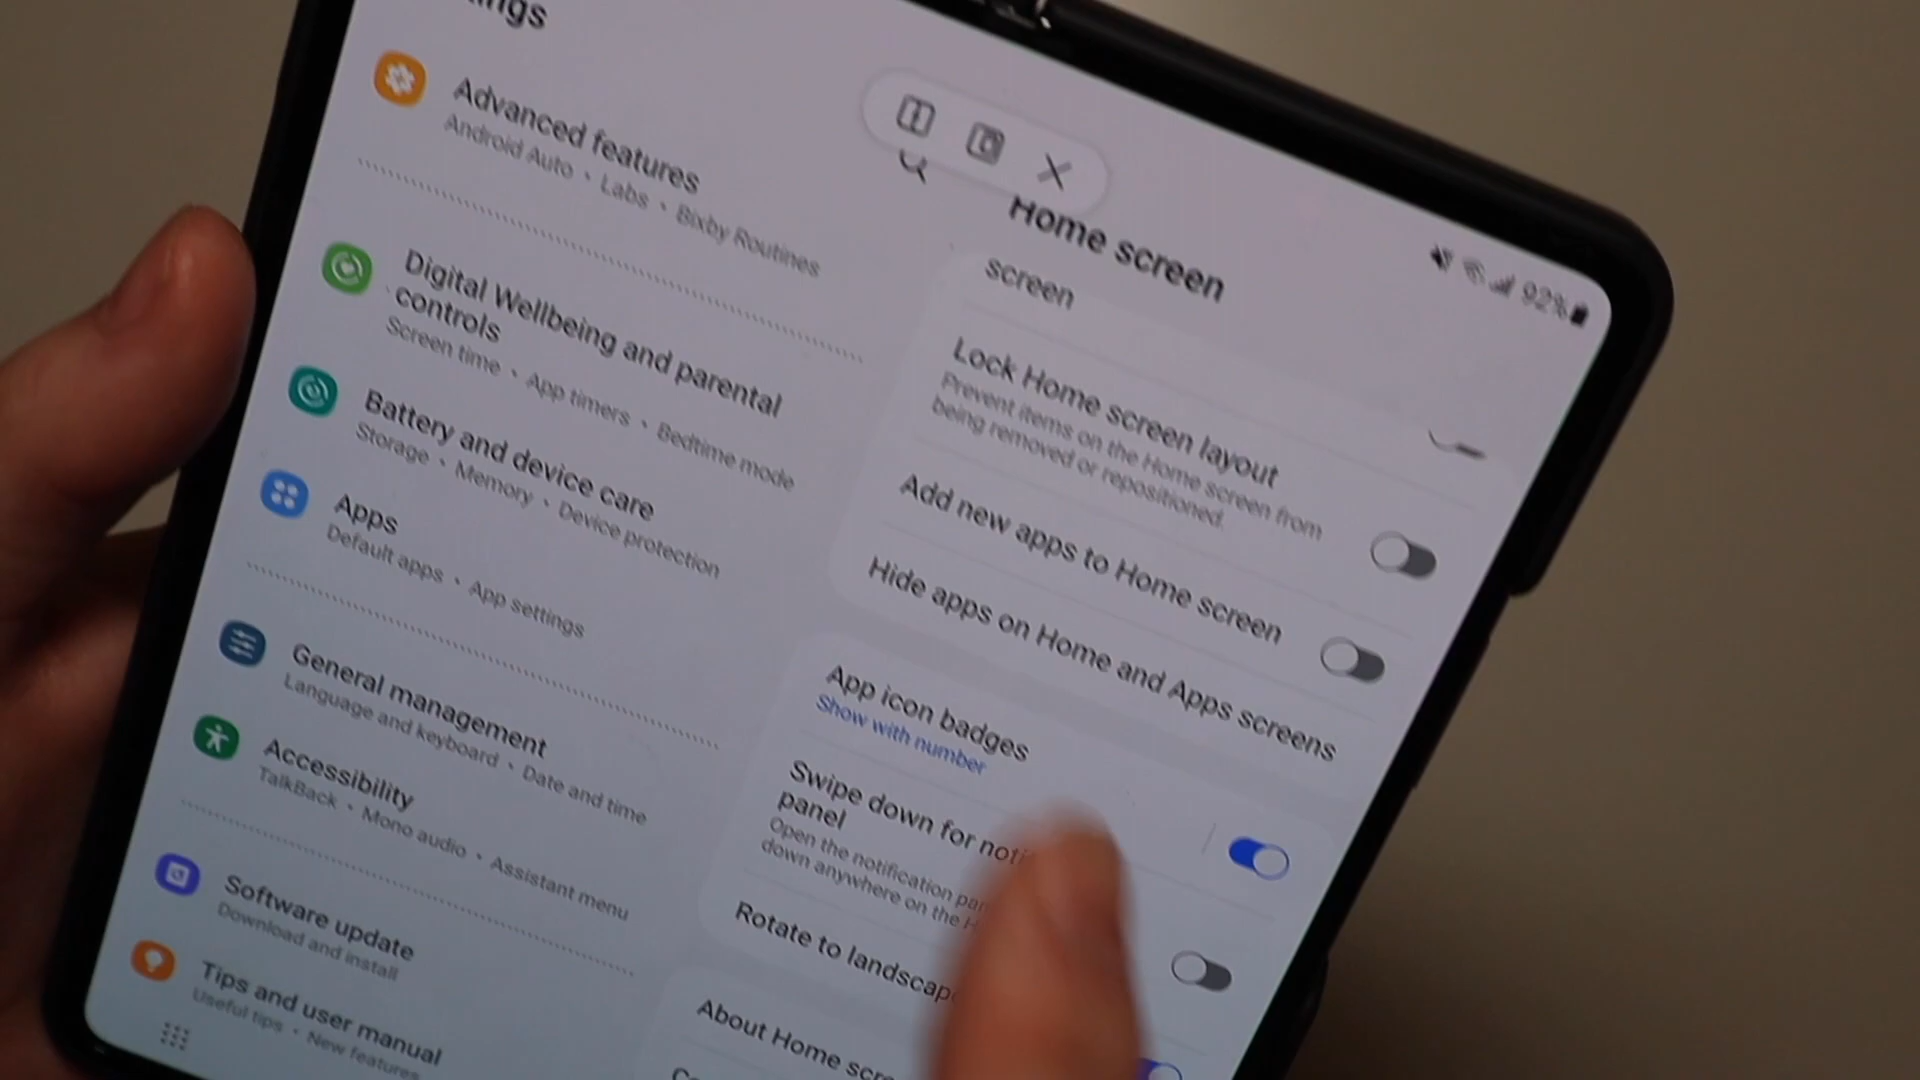 Advanced features
Android Auto • Labs • Bixby Routines
Digital Wellbeing and parental
controls
Screen time • App timers • Bedtime mode
Battery and device care
Storage • Memory • Device protection
Apps
Default apps • App settings
General management
Language and keyboard • Date and time
Accessibility
TalkBack • Mono audio • Assistant menu
Software update
Download and install
Tips and user manual
Useful tips • New features
92%
Home screen
screen
Lock Home screen layout
Prevent items on the Home screen from
being removed or repositioned.
Add new apps to Home screen
Hide apps on Home and Apps screens
App icon badges
Show with number
Swipe down for
panel
Open the notification
down anywhere on the
Rotate to
About Home